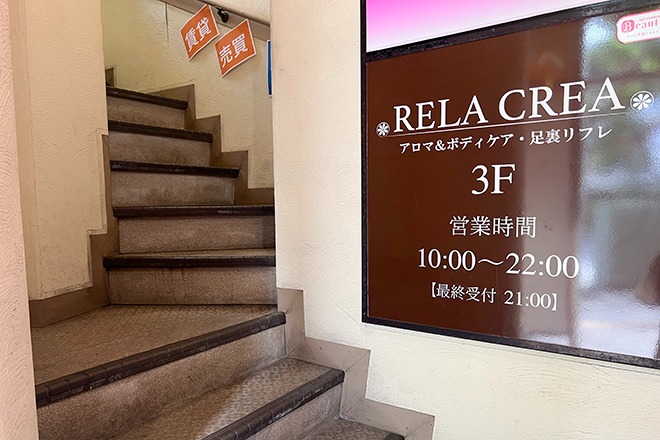 賃貸
売買
RELA CREA
アロマ&ボディケア・足裏リフレ
3F
営業時間
10:00〜22:00
【最終受付 21:00】